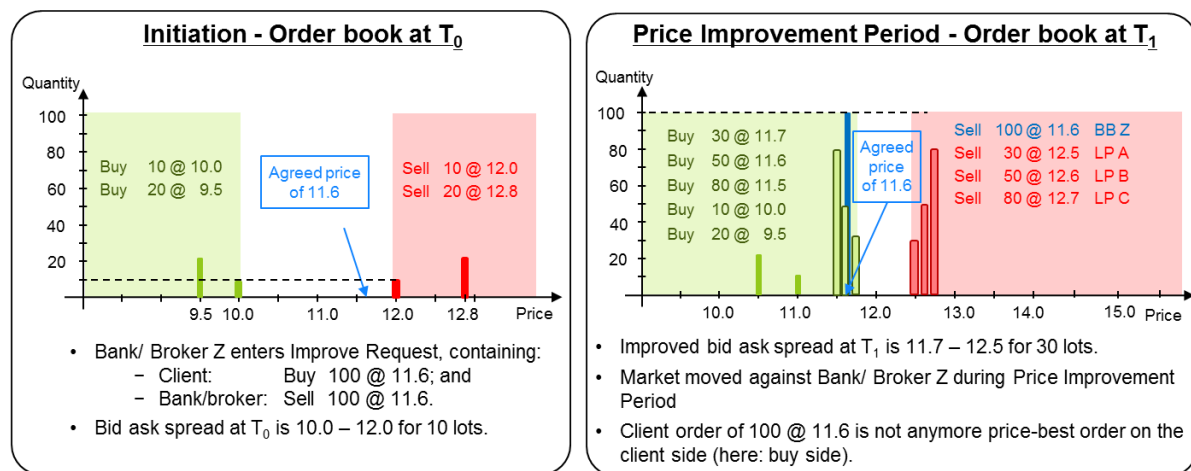 Initiation - Order book at T0
Quantity
100
80
60
40
20
Buy 10 @ 10.0
Buy 20 @ 9.5
Agreed price
of 11.6
Sell 10 @ 12.0
Sell 20 @ 12.8
9.5 10.0 11.0 12.0 12.8 Price
• Bank/ Broker Z enters Improve Request, containing:
− Client: Buy 100 @ 11.6; and
− Bank/broker: Sell 100 @ 11.6.
• Bid ask spread at T0 is 10.0 – 12.0 for 10 lots.
Price Improvement Period - Order book at T1
Quantity
100
80
60
40
20
Buy 30 @ 11.7
Buy 50 @ 11.6
Buy 80 @ 11.5
Buy 10 @ 10.0
Buy 20 @ 9.5
Agreed
price
of 11.6
Sell 100 @ 11.6 BB Z
Sell 30 @ 12.5 LP A
Sell 50 @ 12.6 LP B
Sell 80 @ 12.7 LP C
10.0 11.0 12.0 13.0 14.0 15.0 Price
• Improved bid ask spread at T1 is 11.7 – 12.5 for 30 lots.
• Market moved against Bank/ Broker Z during Price Improvement
Period
• Client order of 100 @ 11.6 is not anymore price-best order on the
client side (here: buy side).